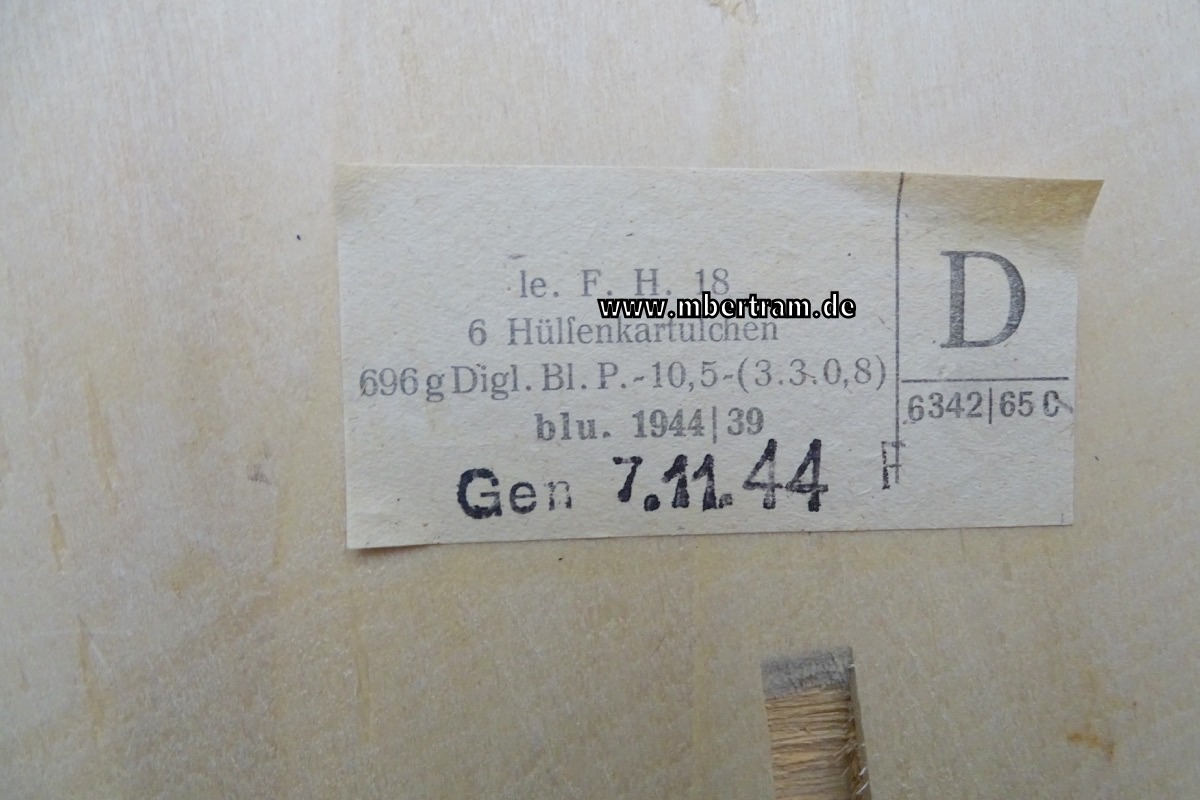 le. F. H. 18
www.mbertram.de
6 Hülſenkartuſchen
696 g Digl. Bl. P.-10,5-(3.3.0,8)
blu. 1944|39
Gen 7.11.44 F
D
6342|65 C